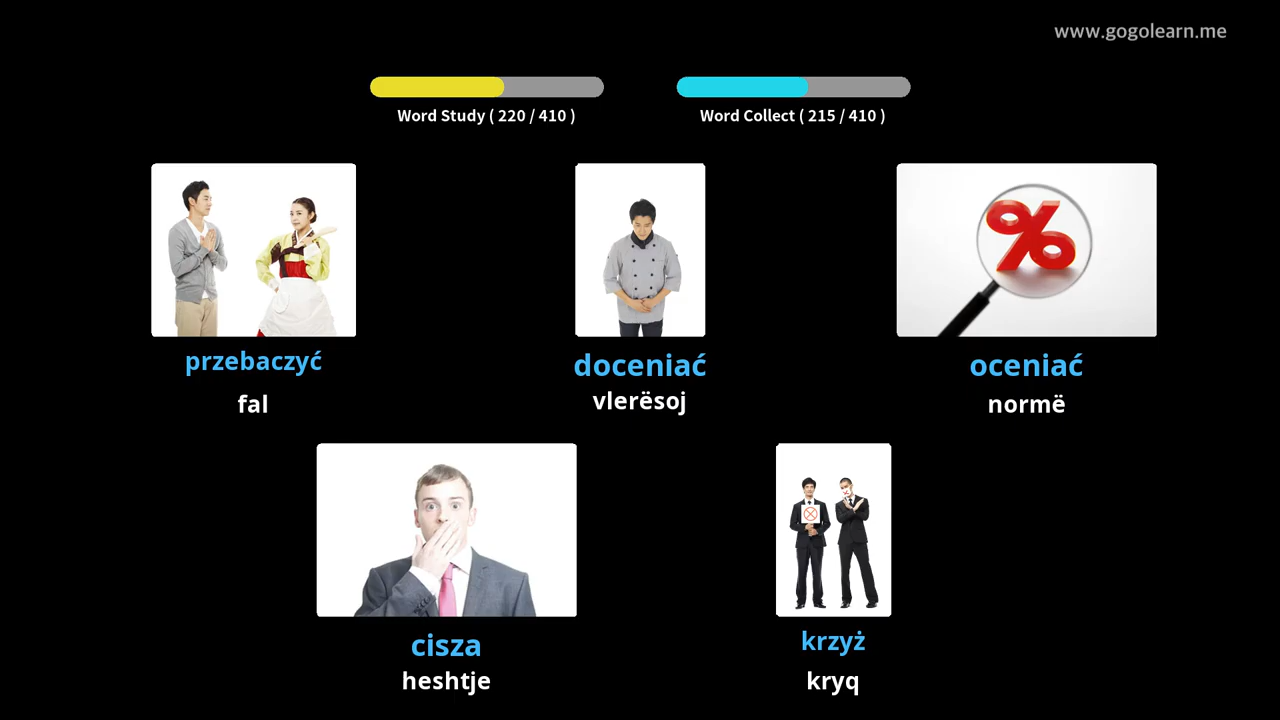 www.gogolearn.me
Word Study ( 220 / 410 )
Word Collect ( 215 / 410 )
przebaczyć
fal
doceniać
vlerësoj
oceniać
normë
cisza
heshtje
krzyż
kryq